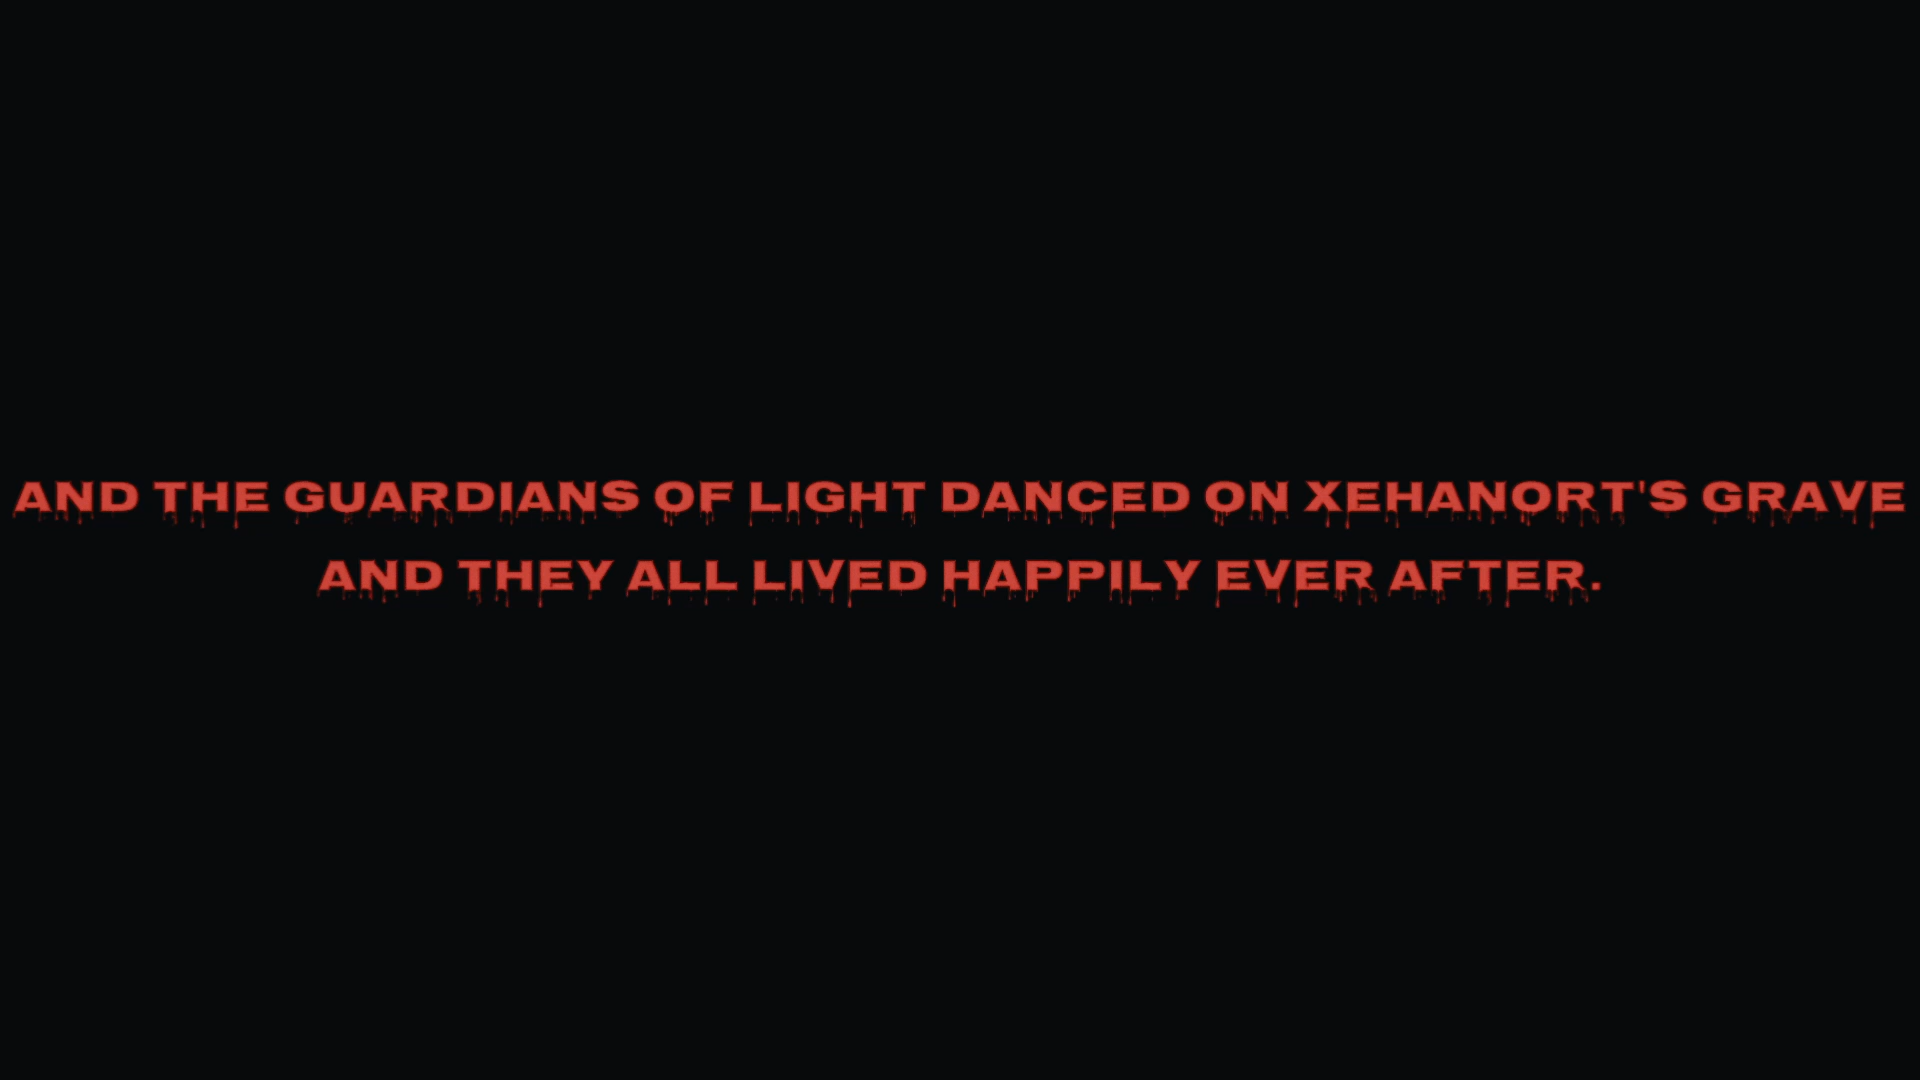 AND THE GUARDIANS OF LIGHT DANCED ON XEHANORT'S GRAVE
AND THEY ALL LIVED HAPPILY EVER AFTER.